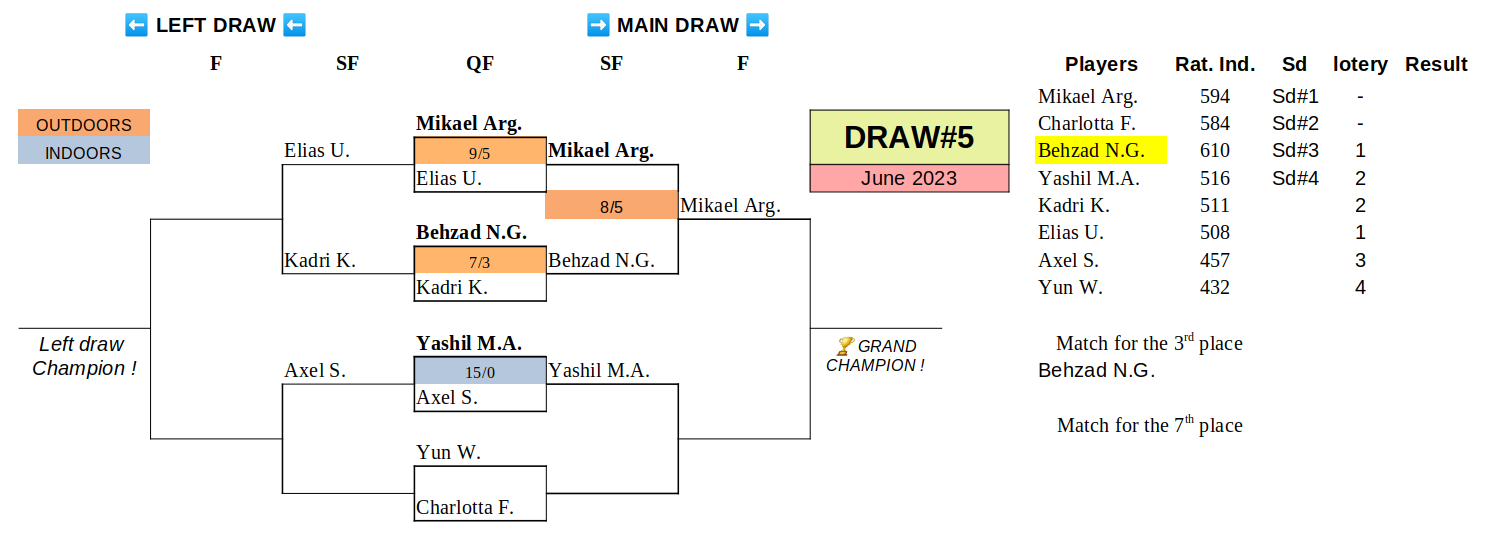 ⬅ LEFT DRAW ⬅ ➡ MAIN DRAW ➡
F SF QF SF F
Players Rat. Ind. Sd lotery Result
Mikael Arg. 594 Sd#1 -
OUTDOORS
Mikael Arg.
DRAW#5
Charlotta F. 584 Sd#2 -
INDOORS
Elias U.
9/5
Mikael Arg.
Behzad N.G. 610 Sd#3 1
Elias U.
June 2023
Yashil M.A. 516 Sd#4 2
8/5
Mikael Arg.
Kadri K. 511 2
Behzad N.G.
Elias U. 508 1
Kadri K.
7/3
Behzad N.G.
Axel S. 457 3
Kadri K.
Yun W. 432 4
Left draw
Champion !
Yashil M.A.
🏆 GRAND
CHAMPION !
Match for the 3rd place
Axel S.
15/0
Yashil M.A.
Behzad N.G.
Axel S.
Match for the 7th place
Yun W.
Charlotta F.